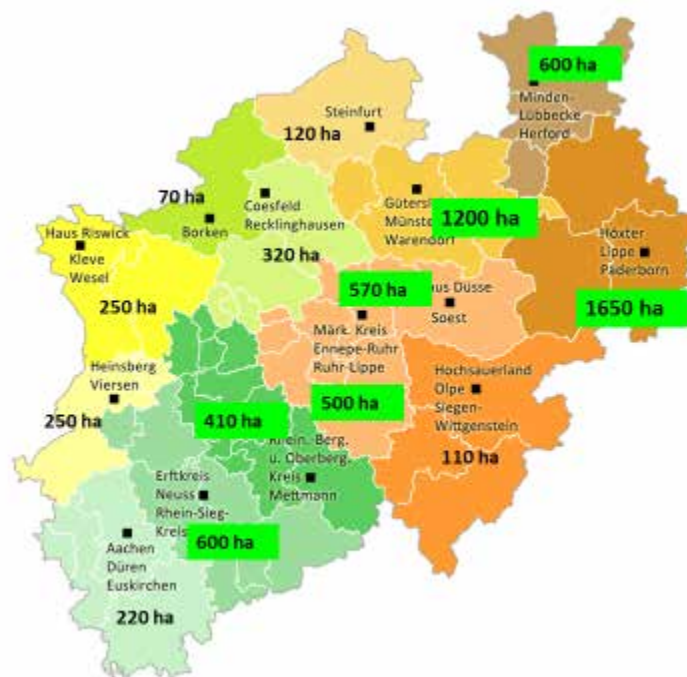 600 ha
Minden-
Lübbecke
Herford
Steinfurt
120 ha
70 ha
Coesfeld
Recklinghausen
Borken
320 ha
Münste
Warendorf
1200 ha
Höxter
Lippe
Paderborn
1650 ha
Haus Riswick
Kleve
Wesel
250 ha
570 ha
Düsse
Soest
Märk. Kreis
Ennepe-Ruhr
Ruhr-Lippe
500 ha
Heinsberg
Viersen
250 ha
410 ha
Rhein. Berg.
u. Oberberg.
Kreis
Mettmann
Hochsauerland
Olpe
Siegen-
Wittgenstein
110 ha
Erftkreis
Neuss
Rhein-Sieg-
Kreis
600 ha
Aachen
Düren
Euskirchen
220 ha